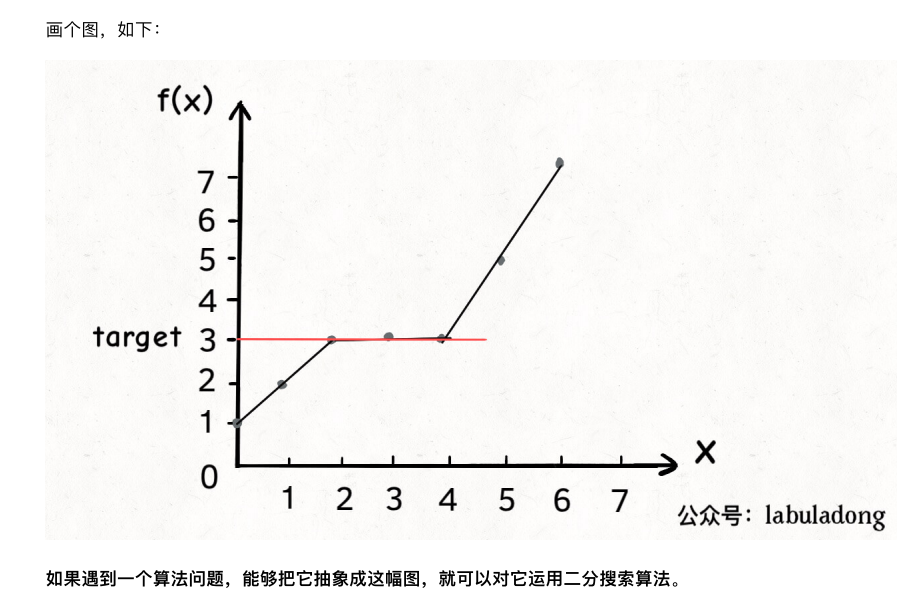 画个图，如下：
f(x)
7
6
5
4
target 3
2
1
0
1 2 3 4 5 6 7
x
公众号：labuladong
如果遇到一个算法问题，能够把它抽象成这幅图，就可以对它运用二分搜索算法。